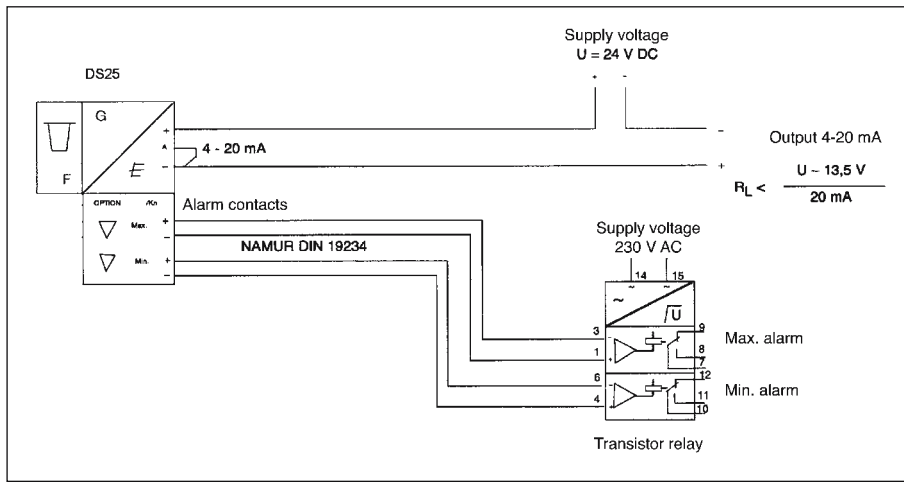 Supply voltage
U = 24 V DC
+ -
DS25
G
F
E
+
A
-
4 - 20 mA
-
+
Output 4-20 mA
RL < U - 13,5 V
20 mA
OPTION /Kn
Max. + -
Min. + -
Alarm contacts
NAMUR DIN 19234
Supply voltage
230 V AC
14 15
~ ~
~
√U
3 - 9
1 + 8
7
Max. alarm
6 - 12
4 + 11
10
Min. alarm
Transistor relay